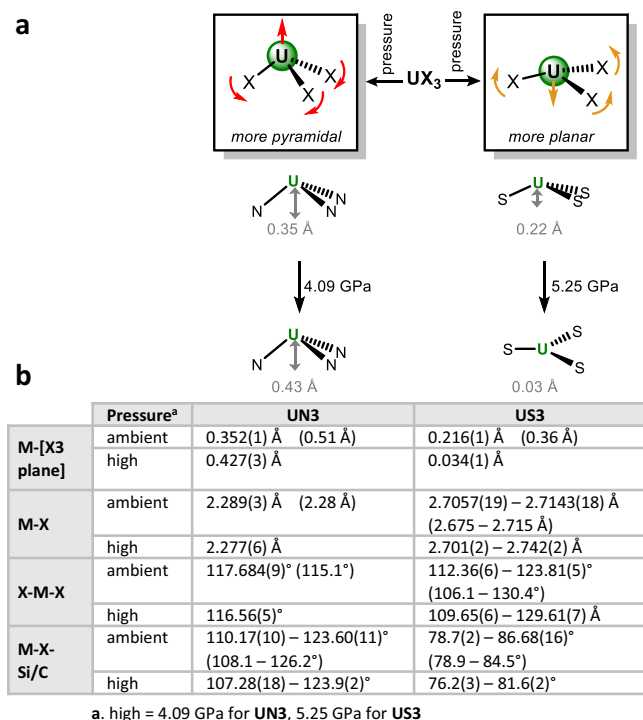 a
U
X
X
X
more pyramidal
pressure
UX3
pressure
U
X
X
X
more planar
U
N
N
N
0.35 Å
U
S
S
S
0.22 Å
4.09 GPa
5.25 GPa
U
N
N
N
0.43 Å
S
U
S
S
0.03 Å
b
Pressureᵃ UN3 US3
M-[X3 plane] ambient 0.352(1) Å (0.51 Å) 0.216(1) Å (0.36 Å)
high 0.427(3) Å 0.034(1) Å
M-X ambient 2.289(3) Å (2.28 Å) 2.7057(19) – 2.7143(18) Å
(2.675 – 2.715 Å)
high 2.277(6) Å 2.701(2) – 2.742(2) Å
X-M-X ambient 117.684(9)° (115.1°) 112.36(6) – 123.81(5)°
(106.1 – 130.4°)
high 116.56(5)° 109.65(6) – 129.61(7) Å
M-X-Si/C ambient 110.17(10) – 123.60(11)° 78.7(2) – 86.68(16)°
(108.1 – 126.2°) (78.9 – 84.5°)
high 107.28(18) – 123.9(2)° 76.2(3) – 81.6(2)°
a. high = 4.09 GPa for UN3, 5.25 GPa for US3